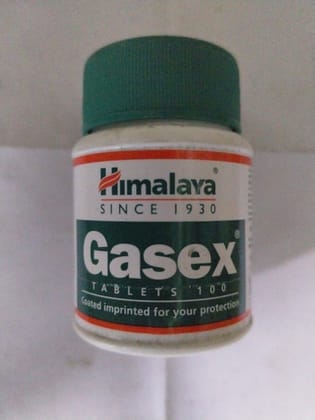 Himalaya®
SINCE 1930
Gasex®
TABLETS 100
Coated imprinted for your protection